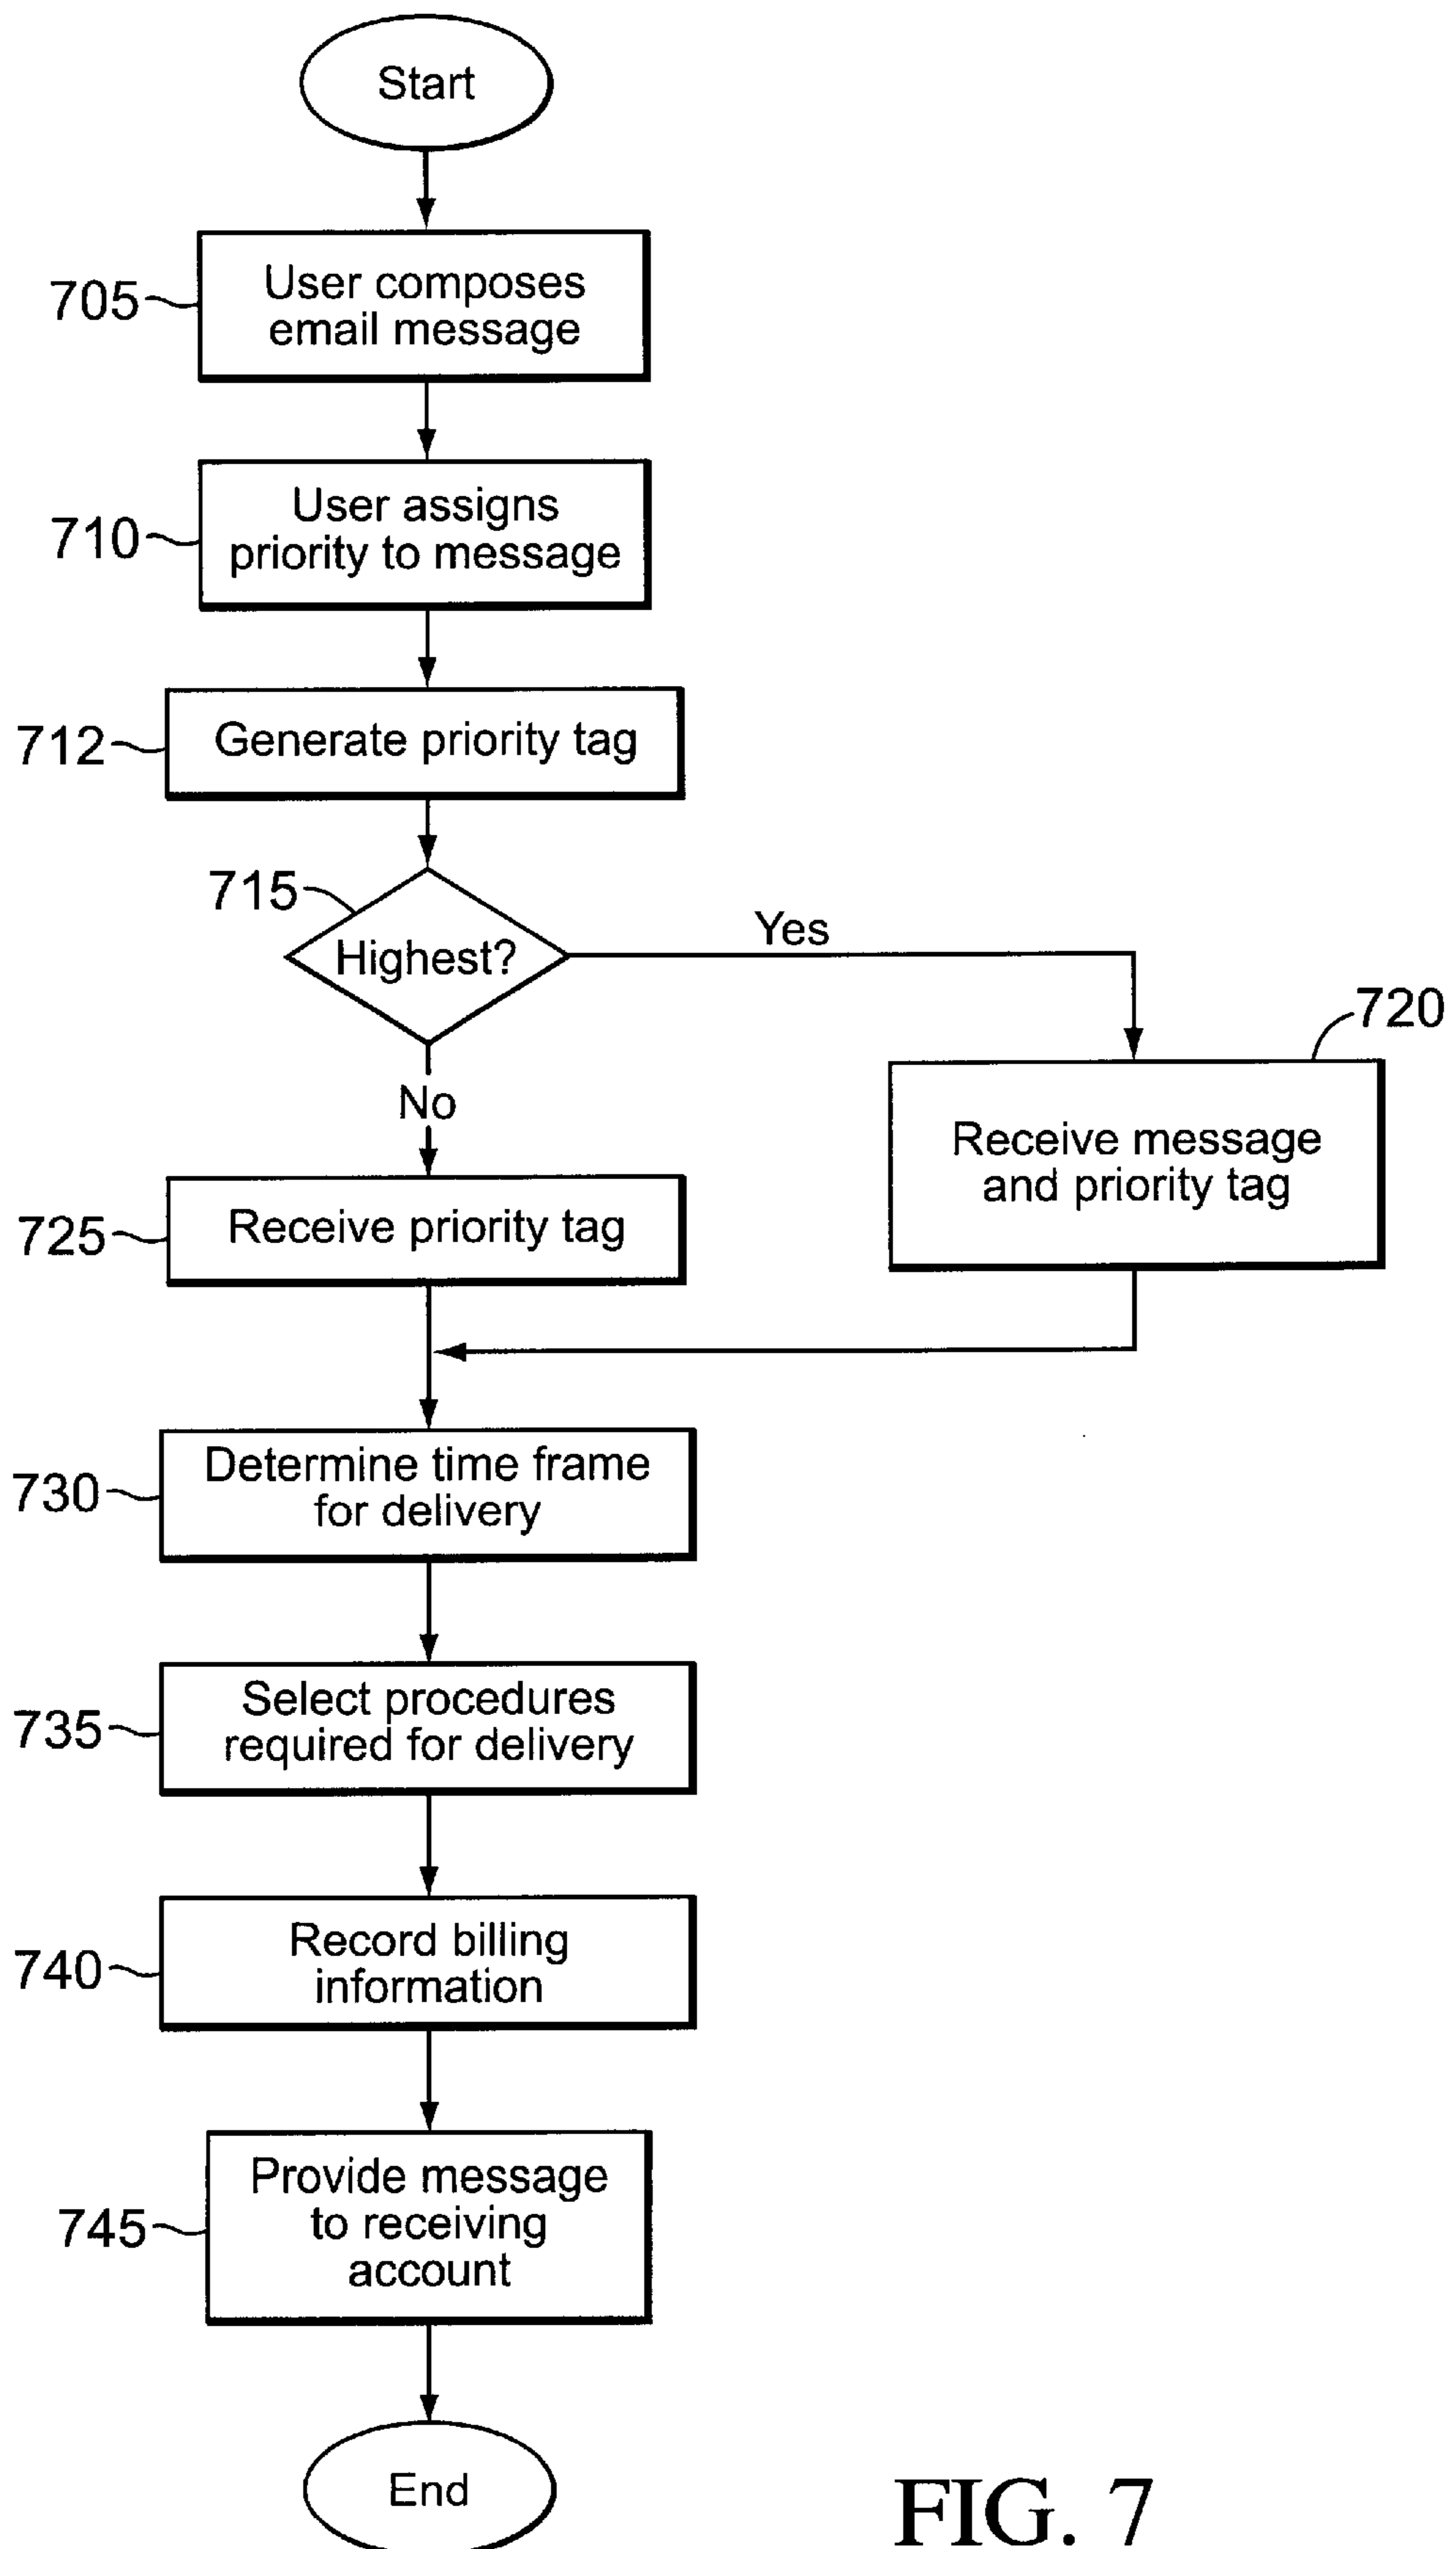 Start
705
User composes
email message
710
User assigns
priority to message
712
Generate priority tag
715
Highest?
Yes
No
720
Receive message
and priority tag
725
Receive priority tag
730
Determine time frame
for delivery
735
Select procedures
required for delivery
740
Record billing
information
745
Provide message
to receiving
account
End
FIG. 7